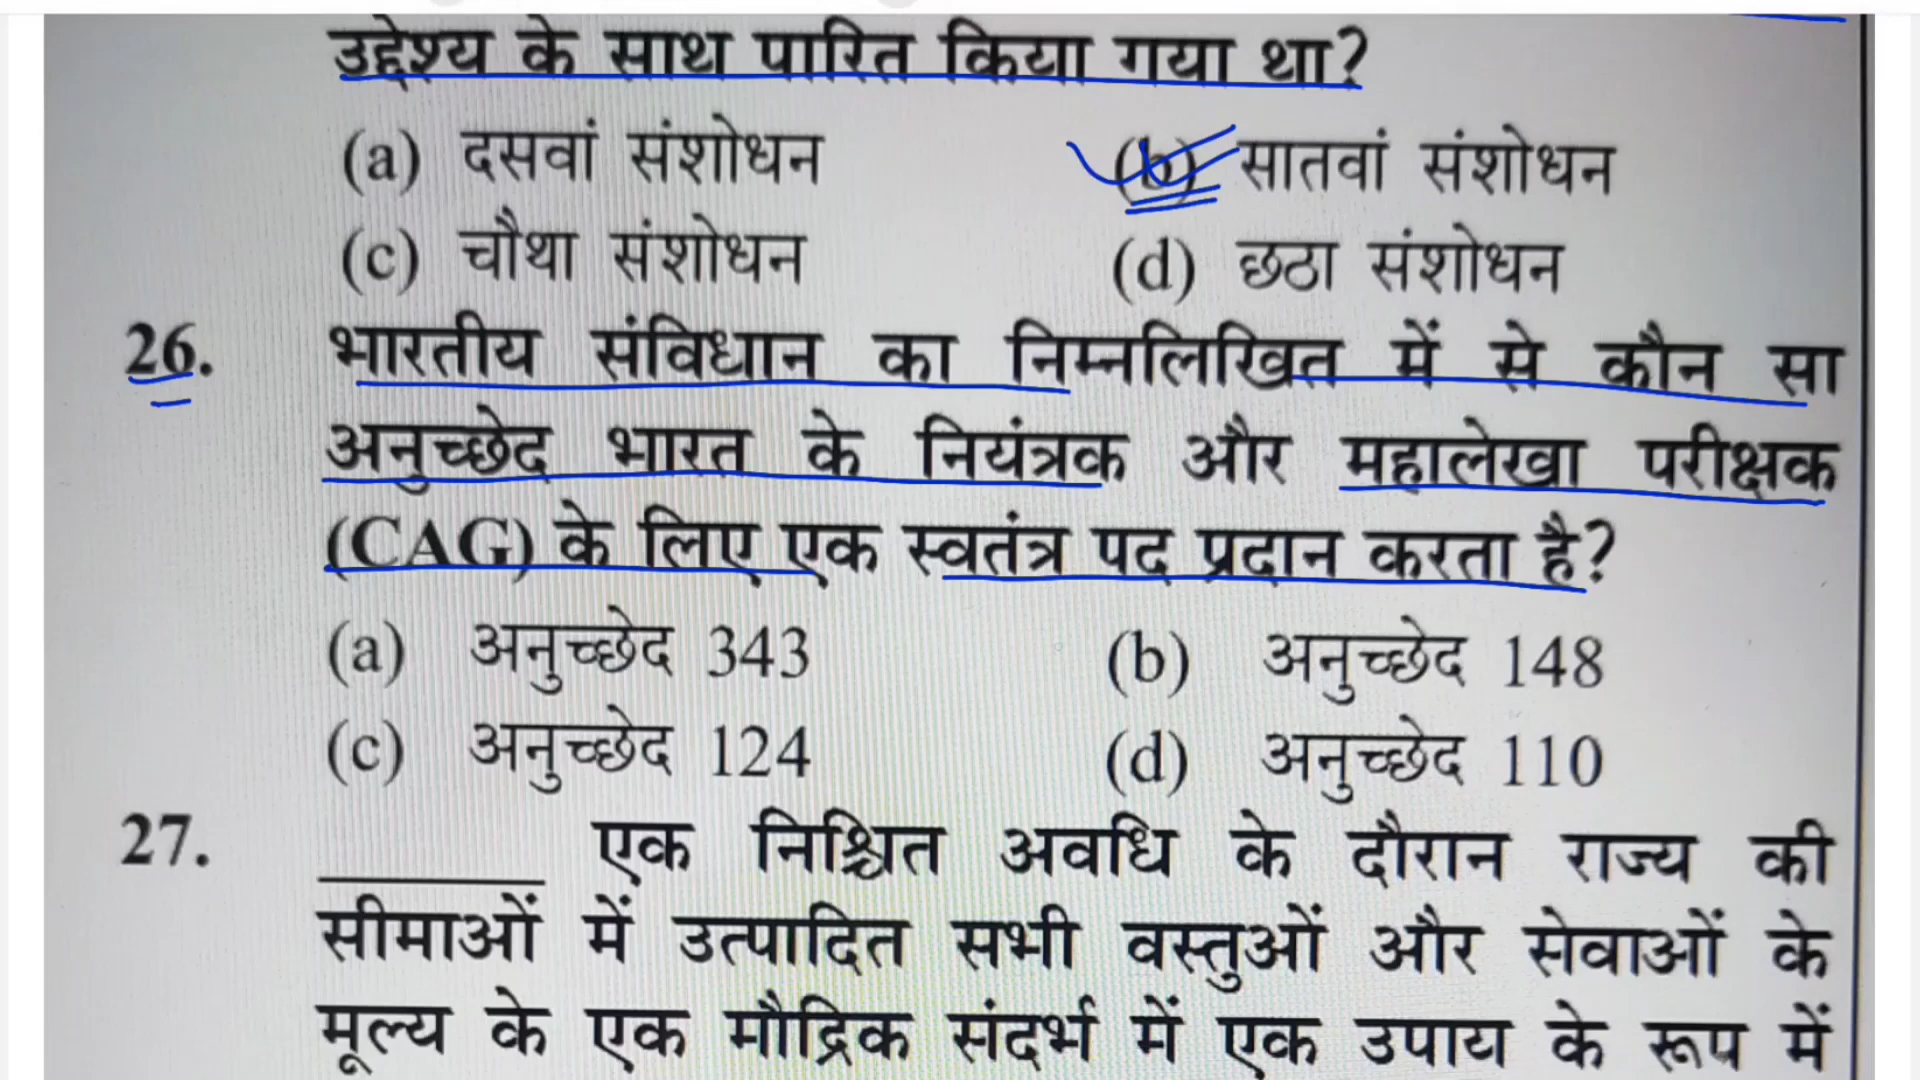 उद्देश्य के साथ पारित किया गया था?
(a) दसवां संशोधन (b) सातवां संशोधन
(c) चौथा संशोधन (d) छठा संशोधन
26. भारतीय संविधान का निम्नलिखित में से कौन सा
अनुच्छेद भारत के नियंत्रक और महालेखा परीक्षक
(CAG) के लिए एक स्वतंत्र पद प्रदान करता है?
(a) अनुच्छेद 343 (b) अनुच्छेद 148
(c) अनुच्छेद 124 (d) अनुच्छेद 110
27. ______ एक निश्चित अवधि के दौरान राज्य की
सीमाओं में उत्पादित सभी वस्तुओं और सेवाओं के
मूल्य के एक मौद्रिक संदर्भ में एक उपाय के रूप में